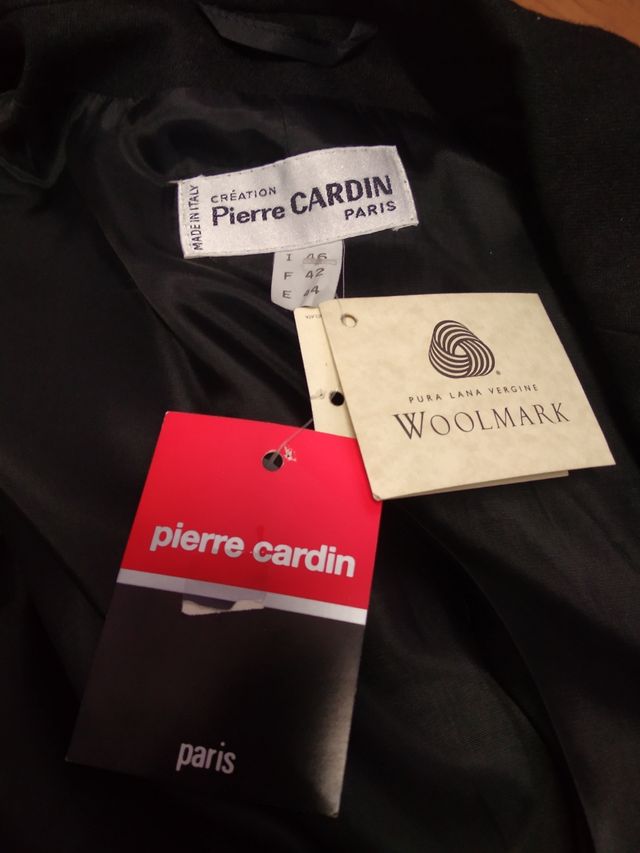 MADE IN ITALY
CRÉATION
Pierre CARDIN
PARIS
I 46
F 42
E 44
PURA LANA VERGINE
WOOLMARK
pierre cardin
paris